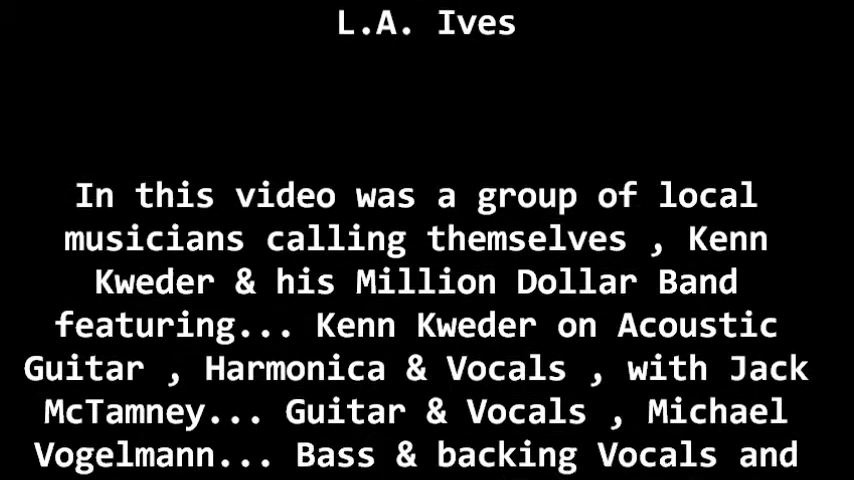 L.A. Ives
In this video was a group of local
musicians calling themselves , Kenn
Kweder & his Million Dollar Band
featuring... Kenn Kweder on Acoustic
Guitar , Harmonica & Vocals , with Jack
McTamney... Guitar & Vocals , Michael
Vogelmann... Bass & backing Vocals and